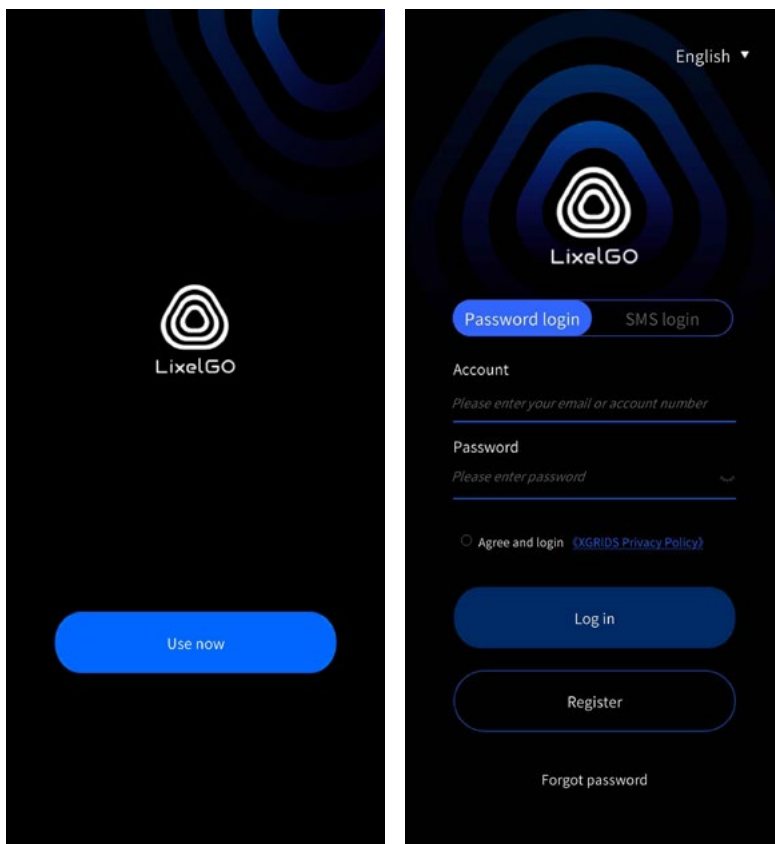 LixelGO
Use now
English
LixelGO
Password login
SMS login
Account
Please enter your email or account number
Password
Please enter password
Agree and login 《XGRIDS Privacy Policy》
Log in
Register
Forgot password